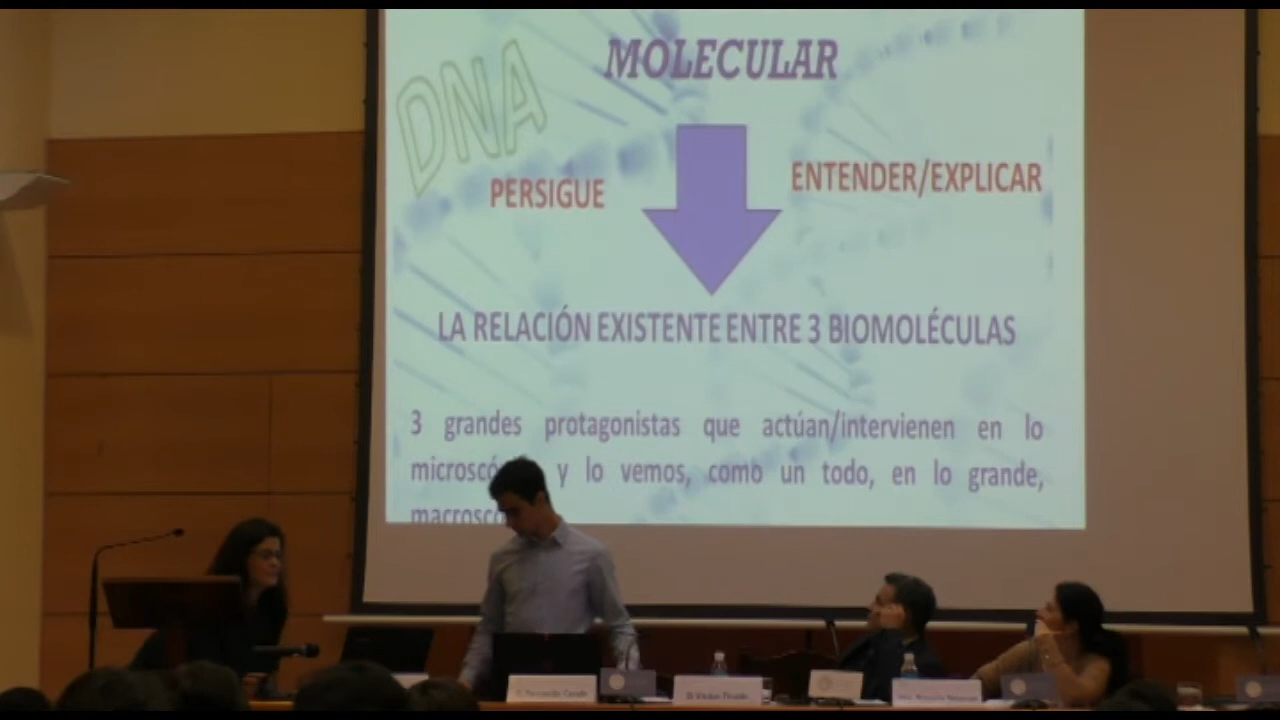 DNA
MOLECULAR
PERSIGUE
ENTENDER/EXPLICAR
LA RELACIÓN EXISTENTE ENTRE 3 BIOMOLÉCULAS
3 grandes protagonistas que actúan/intervienen en lo
y lo vemos, como un todo, en lo grande,